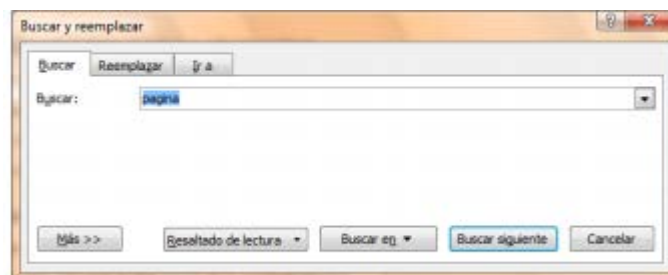 Buscar y reemplazar
Buscar Reemplazar Ir a
Buscar: pagina
Más >> Resaltado de lectura Buscar en Buscar siguiente Cancelar